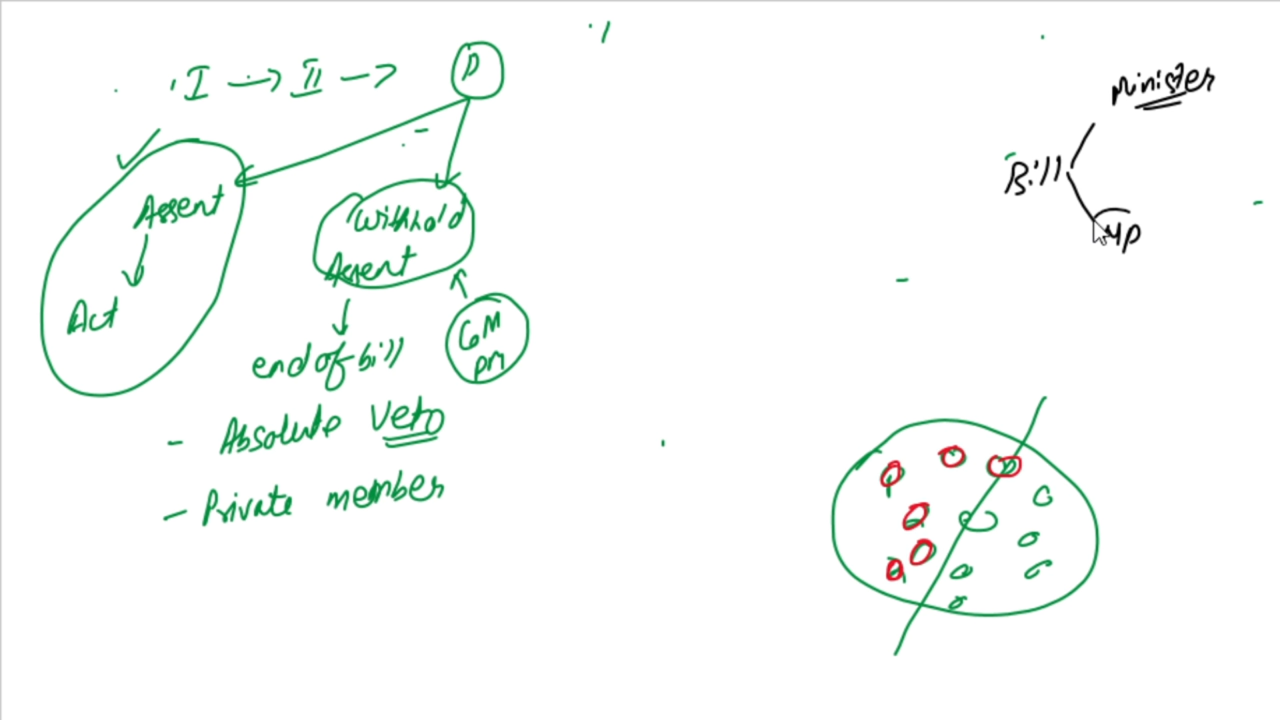 I → II → P
Assent
Act
Withhold
Assent
GM
pm
end of bill
- Absolute Veto
- Private member
Minister
Bill
MP